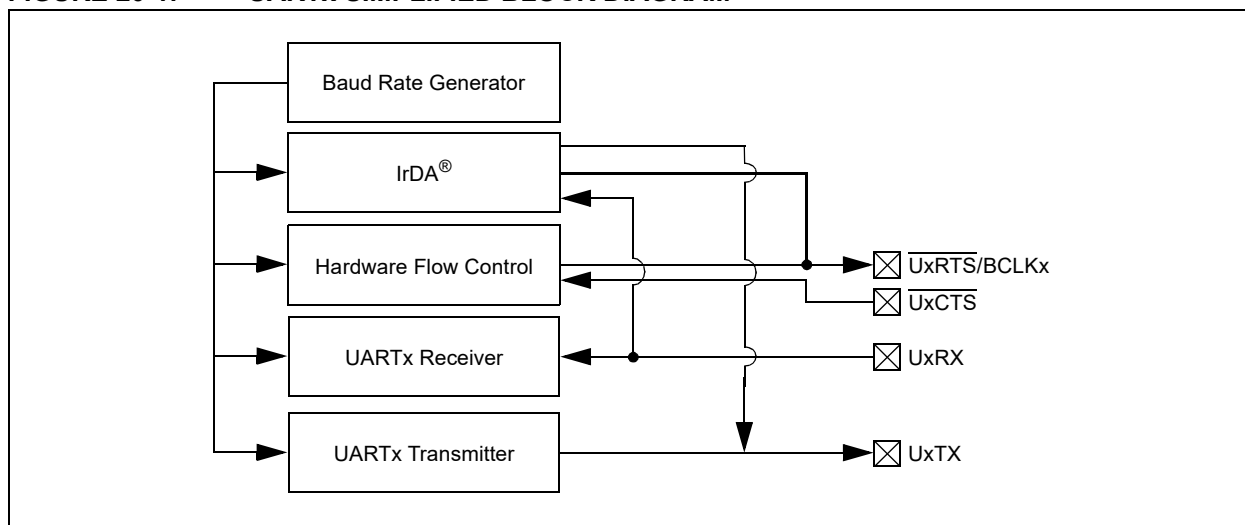 Baud Rate Generator
IrDA®
Hardware Flow Control
UxRTS/BCLKx
UxCTS
UARTx Receiver
UxRX
UARTx Transmitter
UxTX